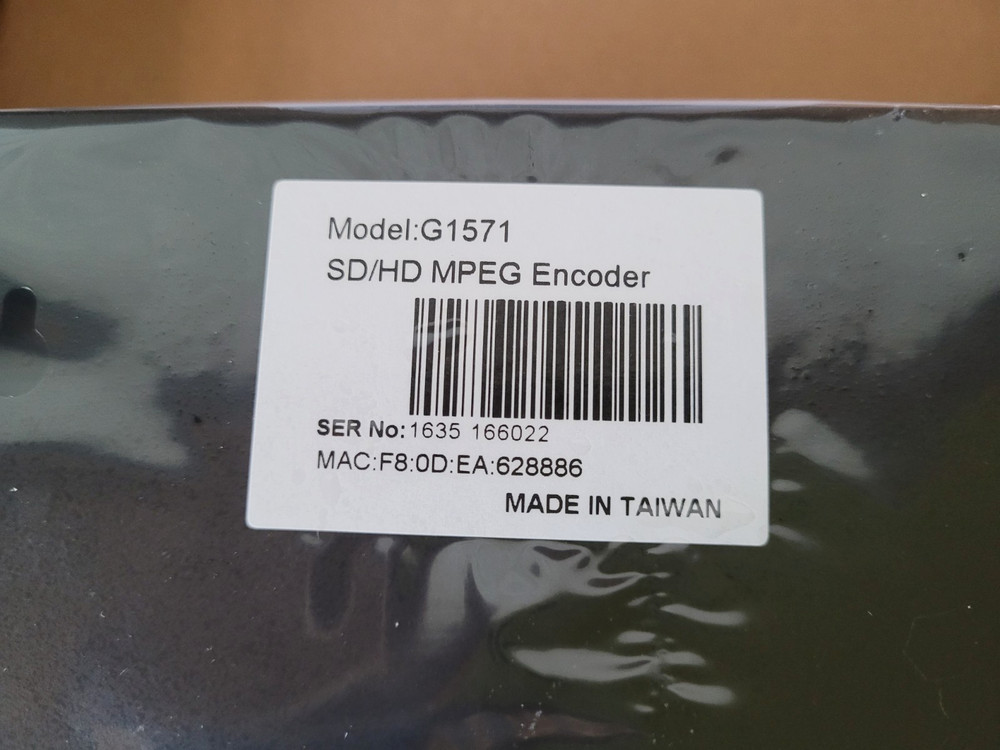 Model:G1571
SD/HD MPEG Encoder
SER No:1635 166022
MAC:F8:0D:EA:628886
MADE IN TAIWAN